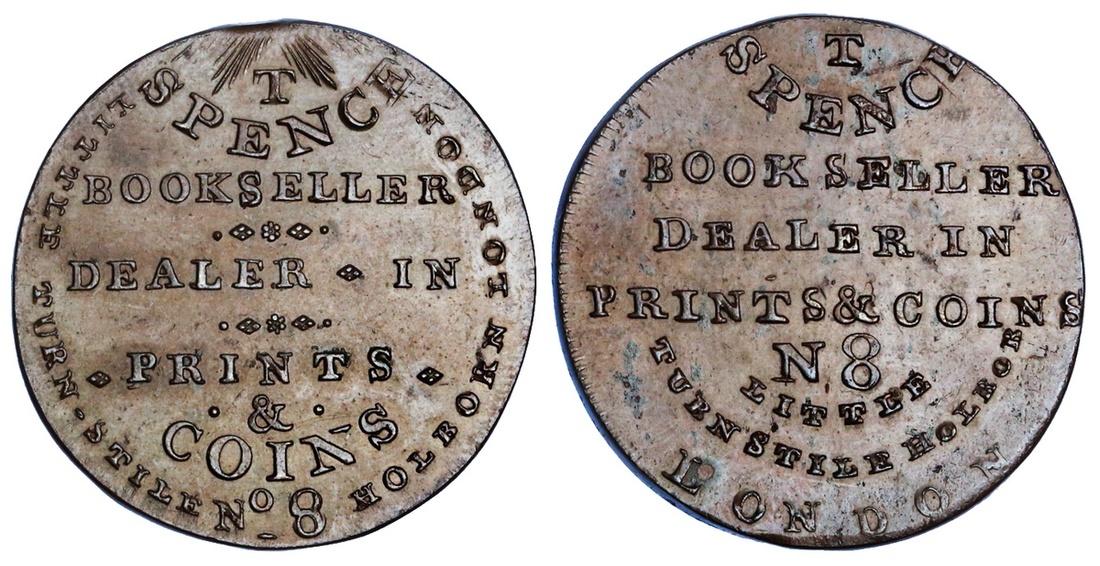 T
SPENCE
BOOKSELLER
DEALER IN
PRINTS
&
COINS
No 8
LITTLE TURN-STILE HOLBORN LONDON
T
SPENCE
BOOKSELLER
DEALER IN
PRINTS & COINS
N 8
LITTLE
TURNSTILE HOLBOR
LONDON